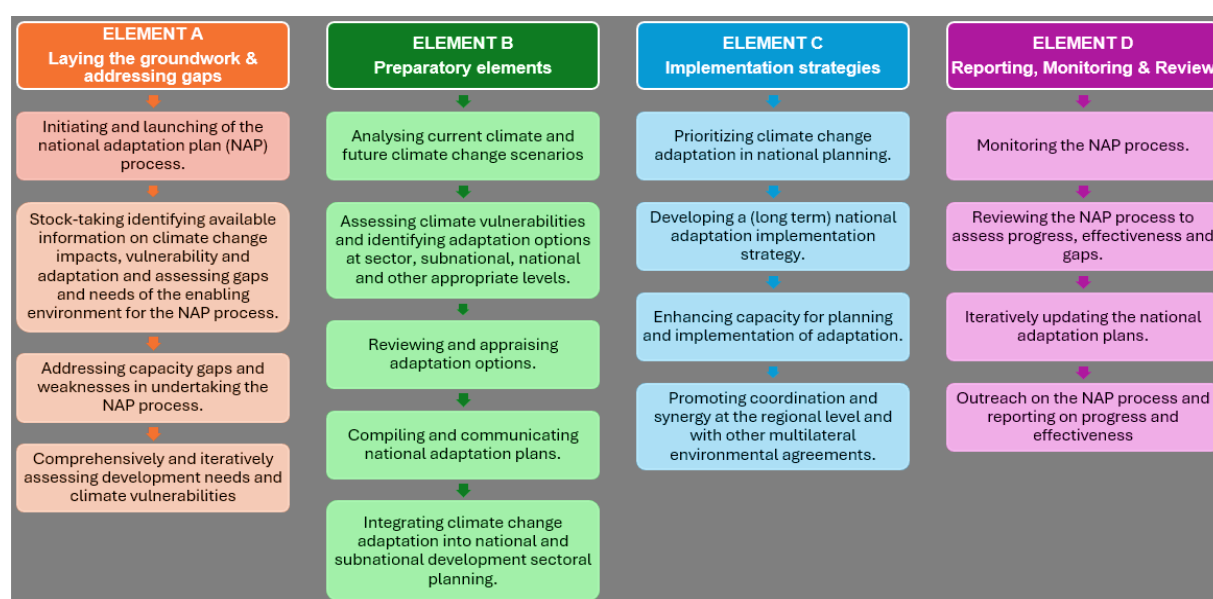 ELEMENT A
Laying the groundwork &
addressing gaps
Initiating and launching of the
national adaptation plan (NAP)
process.
Stock-taking identifying available
information on climate change
impacts, vulnerability and
adaptation and assessing gaps
and needs of the enabling
environment for the NAP process.
Addressing capacity gaps and
weaknesses in undertaking the
NAP process.
Comprehensively and iteratively
assessing development needs and
climate vulnerabilities
ELEMENT B
Preparatory elements
Analysing current climate and
future climate change scenarios
Assessing climate vulnerabilities
and identifying adaptation options
at sector, subnational, national
and other appropriate levels.
Reviewing and appraising
adaptation options.
Compiling and communicating
national adaptation plans.
Integrating climate change
adaptation into national and
subnational development sectoral
planning.
ELEMENT C
Implementation strategies
Prioritizing climate change
adaptation in national planning.
Developing a (long term) national
adaptation implementation
strategy.
Enhancing capacity for planning
and implementation of adaptation.
Promoting coordination and
synergy at the regional level and
with other multilateral
environmental agreements.
ELEMENT D
Reporting, Monitoring & Review
Monitoring the NAP process.
Reviewing the NAP process to
assess progress, effectiveness and
gaps.
Iteratively updating the national
adaptation plans.
Outreach on the NAP process and
reporting on progress and
effectiveness